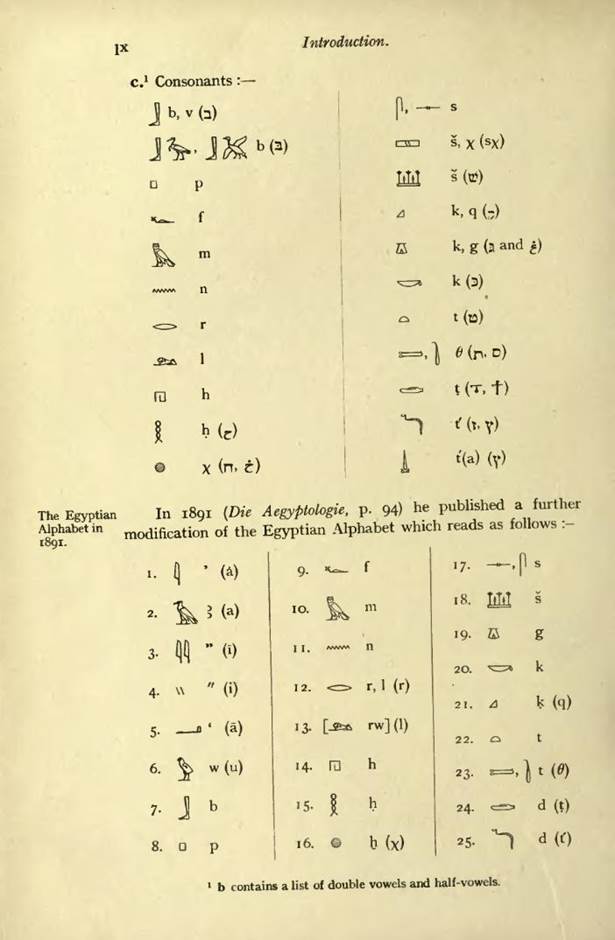 lx
Introduction.
c.¹ Consonants :—
b, v (ב)
b (בּ)
p
f
m
n
r
l
h
ḥ (ح)
χ (ח, خ)
s
š, χ (sχ)
š (שׁ)
k, q (ק)
k, g (ג and غ)
k (כ)
t (ט)
θ (ת, ס)
ṭ (ד, ט)
t́ (ז, צ)
t́(a) (צ)
The Egyptian
Alphabet in
1891.
In 1891 (Die Aegyptologie, p. 94) he published a further
modification of the Egyptian Alphabet which reads as follows :—
1. ’ (ȧ)
2. ꜣ (a)
3. ” (i)
4. ″ (i)
5. ‘ (ā)
6. w (u)
7. b
8. p
9. f
10. m
11. n
12. r, l (r)
13. [ rw] (l)
14. h
15. ḥ
16. ḫ (χ)
17. , s
18. š
19. g
20. k
21. ḳ (q)
22. t
23. , t (θ)
24. d (ṭ)
25. d (t́)
¹ b contains a list of double vowels and half-vowels.